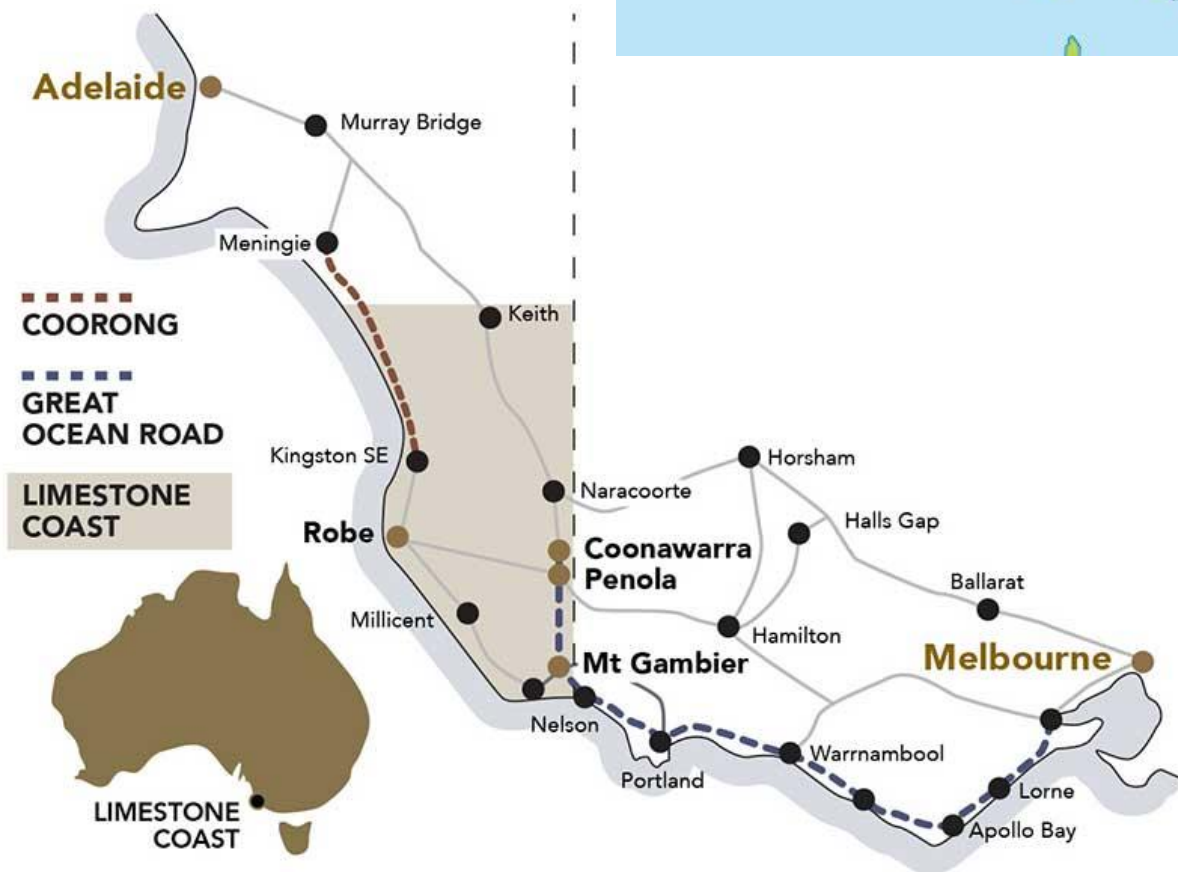 Adelaide
Murray Bridge
Meningie
COORONG
Keith
GREAT
OCEAN ROAD
Kingston SE
Horsham
LIMESTONE
COAST
Naracoorte
Halls Gap
Robe
Coonawarra
Penola
Ballarat
Millicent
Hamilton
Mt Gambier
Melbourne
Nelson
Warrnambool
Portland
Lorne
LIMESTONE
COAST
Apollo Bay